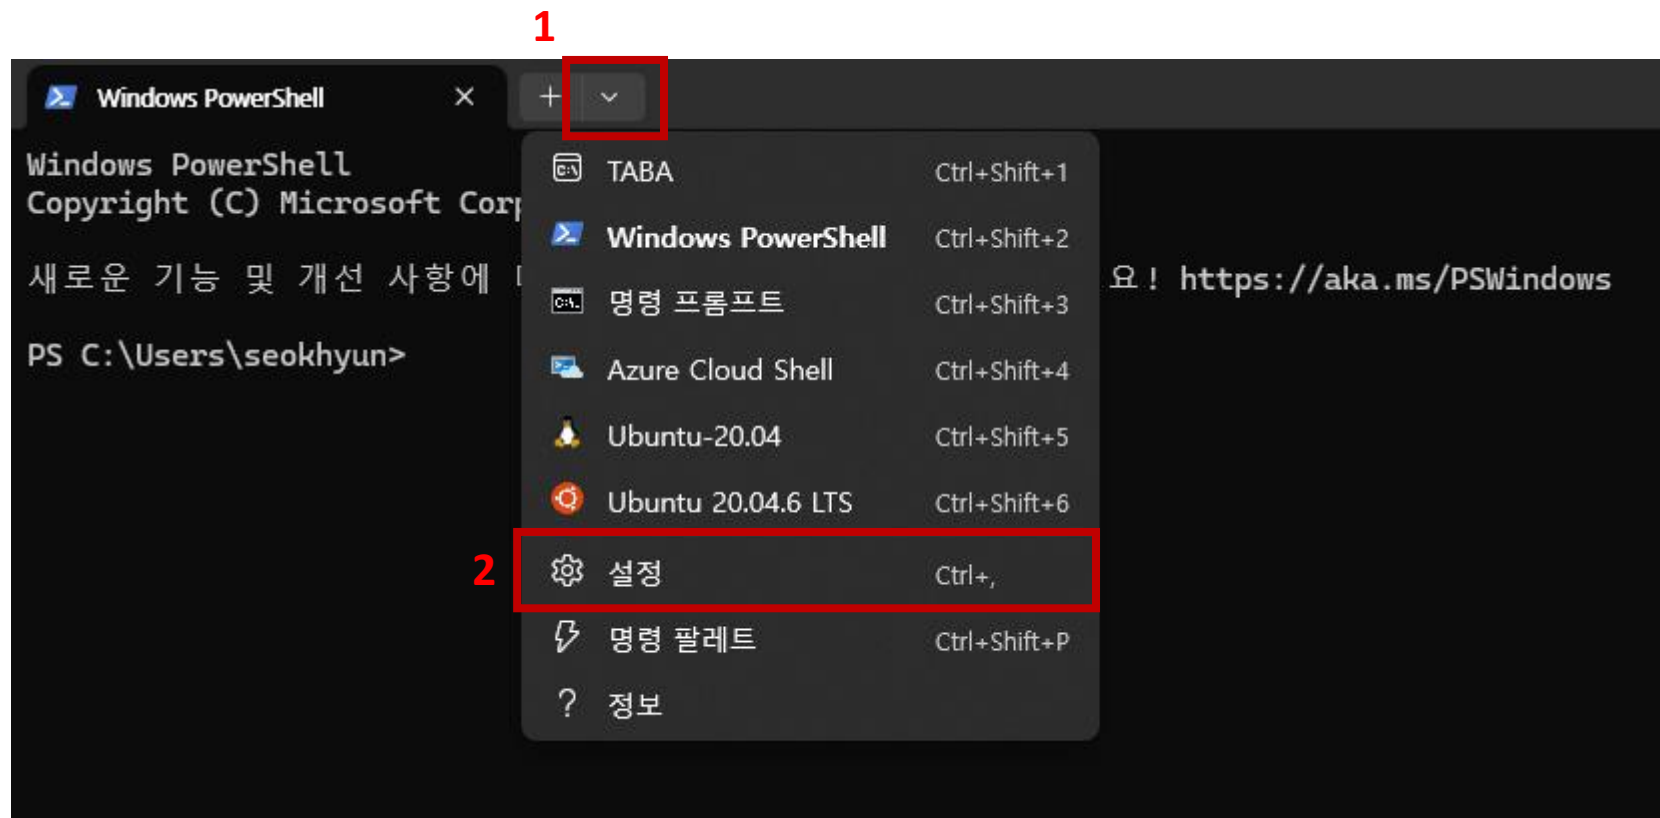 1
Windows PowerShell
Windows PowerShell
Copyright (C) Microsoft
새로운 기능 및 개선 사항에 요! https://aka.ms/PSWindows
PS C:\Users\seokhyun>
TABA Ctrl+Shift+1
Windows PowerShell Ctrl+Shift+2
명령 프롬프트 Ctrl+Shift+3
Azure Cloud Shell Ctrl+Shift+4
Ubuntu-20.04 Ctrl+Shift+5
Ubuntu 20.04.6 LTS Ctrl+Shift+6
2 설정 Ctrl+,
명령 팔레트 Ctrl+Shift+P
? 정보